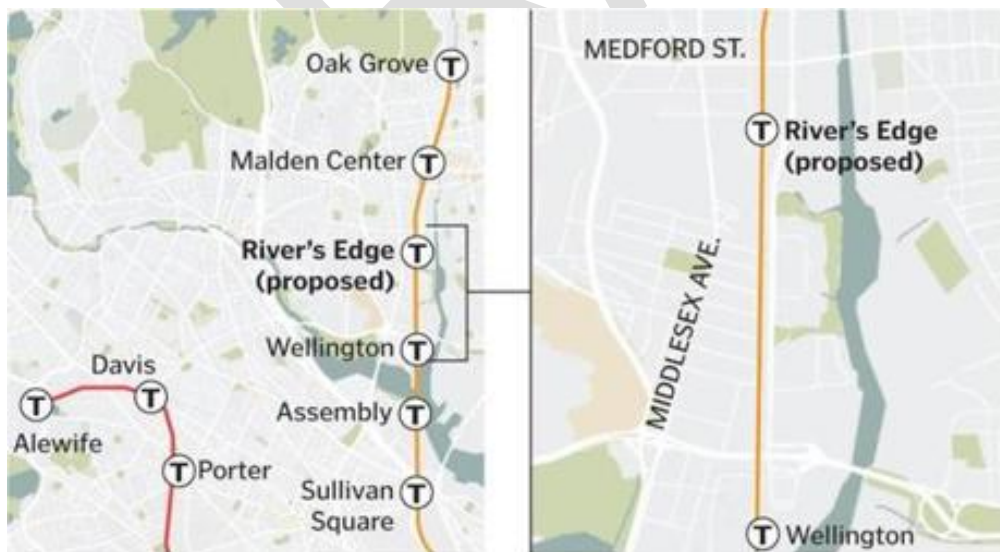 Oak Grove
T
Malden Center
T
River's Edge
(proposed)
T
Wellington
T
Davis
T
T
Alewife
Assembly
T
Porter
T
Sullivan
Square
T
MEDFORD ST.
T
River's Edge
(proposed)
MIDDLESEX AVE.
T
Wellington